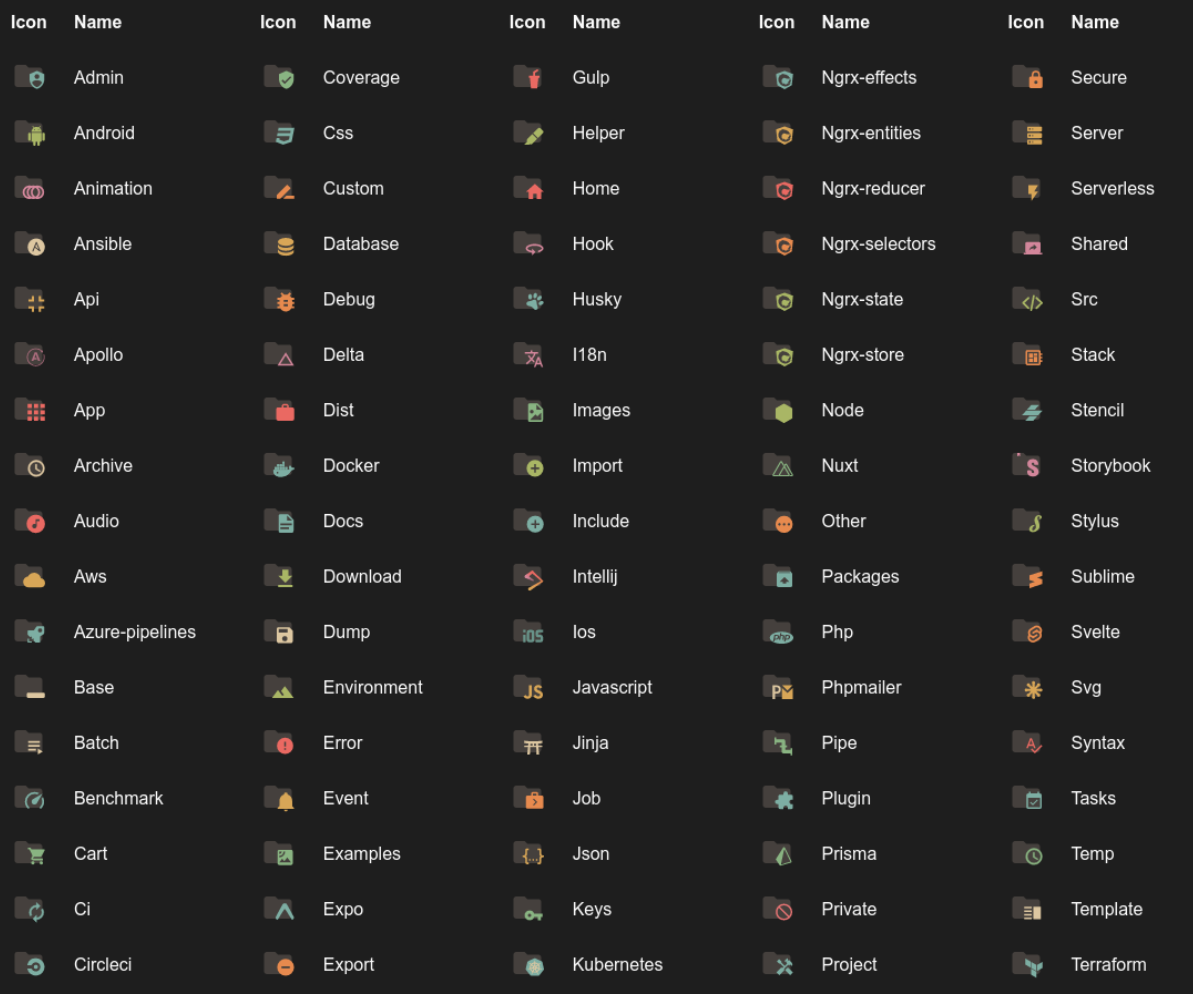 Icon Name Icon Name Icon Name Icon Name Icon Name
Admin Coverage Gulp Ngrx-effects Secure
Android Css Helper Ngrx-entities Server
Animation Custom Home Ngrx-reducer Serverless
A Ansible Database Hook Ngrx-selectors Shared
Api Debug Husky Ngrx-state Src
A Apollo Delta I18n Ngrx-store Stack
App Dist Images Node Stencil
Archive Docker Import Nuxt S Storybook
Audio Docs Include Other Stylus
Aws Download Intellij Packages Sublime
Azure-pipelines Dump iOS Ios php Php Svelte
Base Environment JS Javascript PM Phpmailer Svg
Batch Error Jinja Pipe A Syntax
Benchmark Event Job Plugin Tasks
Cart Examples {...} Json Prisma Temp
Ci Expo Keys Private Template
Circleci Export Kubernetes Project Terraform